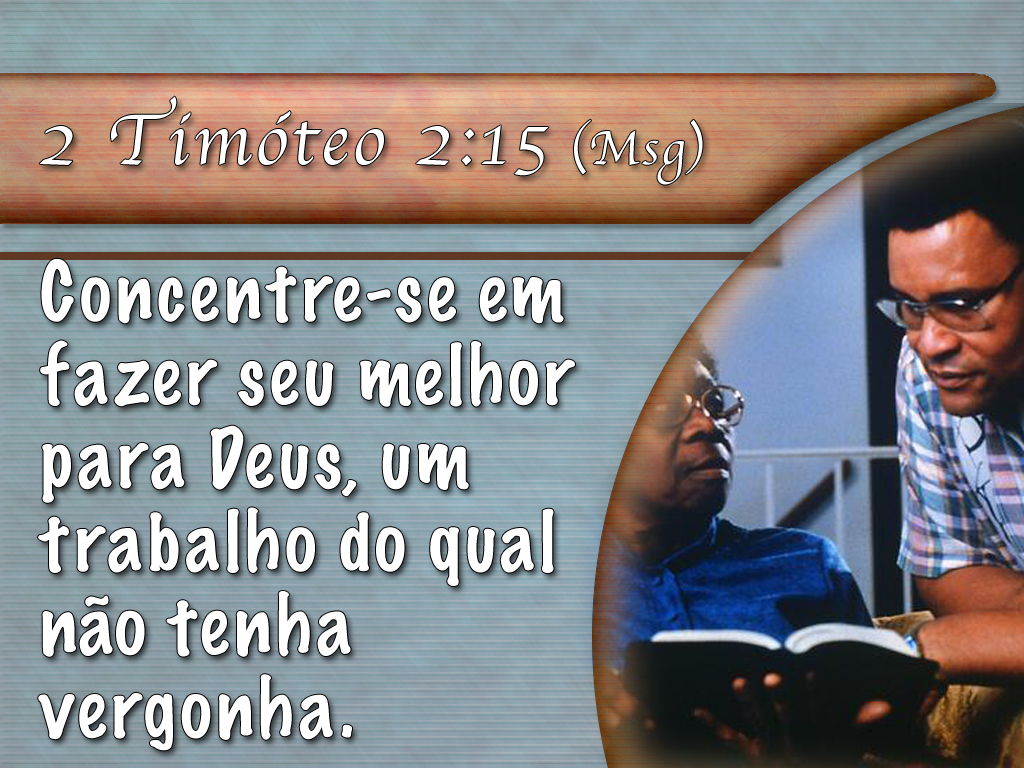 2 Timóteo 2:15 (Msg)
Concentre-se em
fazer seu melhor
para Deus, um
trabalho do qual
não tenha
vergonha.